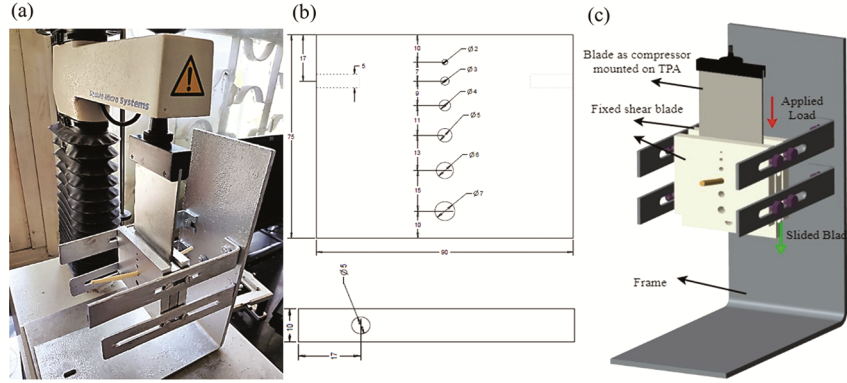 (a)
Stable Micro Systems
(b)
17
5
75
10
7
9
11
13
15
10
Ø2
Ø3
Ø4
Ø5
Ø6
Ø7
90
Ø5
10
17
(c)
Blade as compressor
mounted on TPA
Applied
Load
Fixed shear blade
Slided Blad
Frame